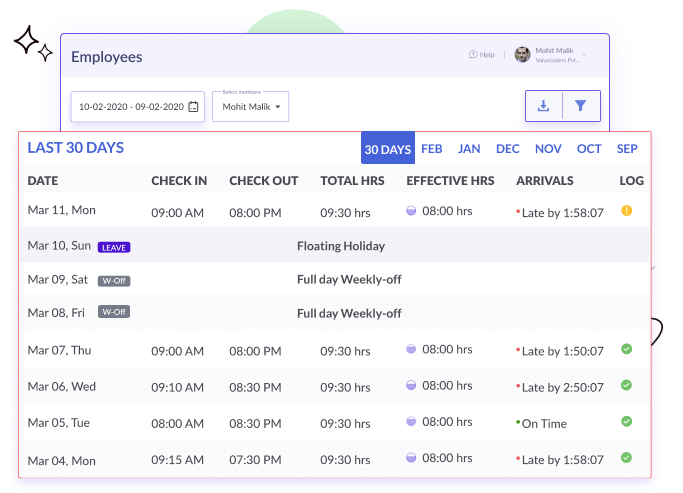 Employees
Help
Mohit Malik
Valuecoders Pvt...
Select members
10-02-2020 - 09-02-2020
Mohit Malik
LAST 30 DAYS 30 DAYS FEB JAN DEC NOV OCT SEP
DATE CHECK IN CHECK OUT TOTAL HRS EFFECTIVE HRS ARRIVALS LOG
Mar 11, Mon 09:00 AM 08:00 PM 09:30 hrs 08:00 hrs Late by 1:58:07
Mar 10, Sun LEAVE Floating Holiday
Mar 09, Sat W-Off Full day Weekly-off
Mar 08, Fri W-Off Full day Weekly-off
Mar 07, Thu 09:00 AM 08:00 PM 09:30 hrs 08:00 hrs Late by 1:50:07
Mar 06, Wed 09:10 AM 08:30 PM 09:30 hrs 08:00 hrs Late by 2:50:07
Mar 05, Tue 08:00 AM 08:30 PM 09:30 hrs 08:00 hrs On Time
Mar 04, Mon 09:15 AM 07:30 PM 09:30 hrs 08:00 hrs Late by 1:58:07